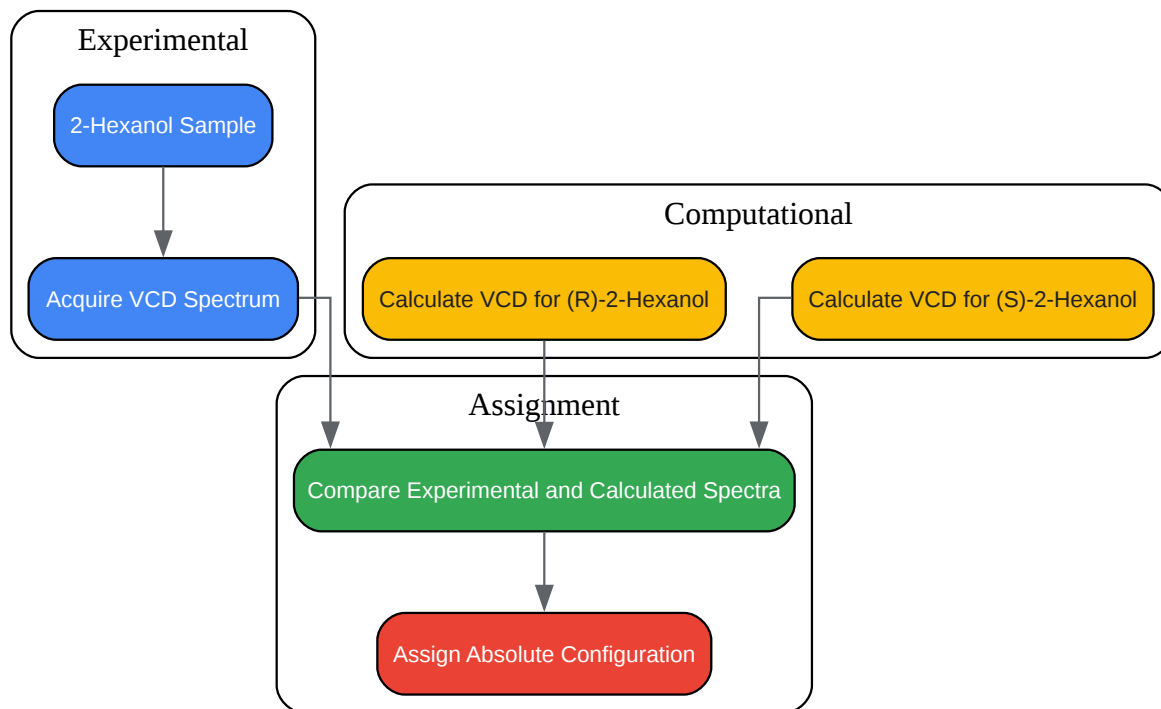 Experimental
2-Hexanol Sample
Acquire VCD Spectrum
Computational
Calculate VCD for (R)-2-Hexanol
Calculate VCD for (S)-2-Hexanol
Assignment
Compare Experimental and Calculated Spectra
Assign Absolute Configuration